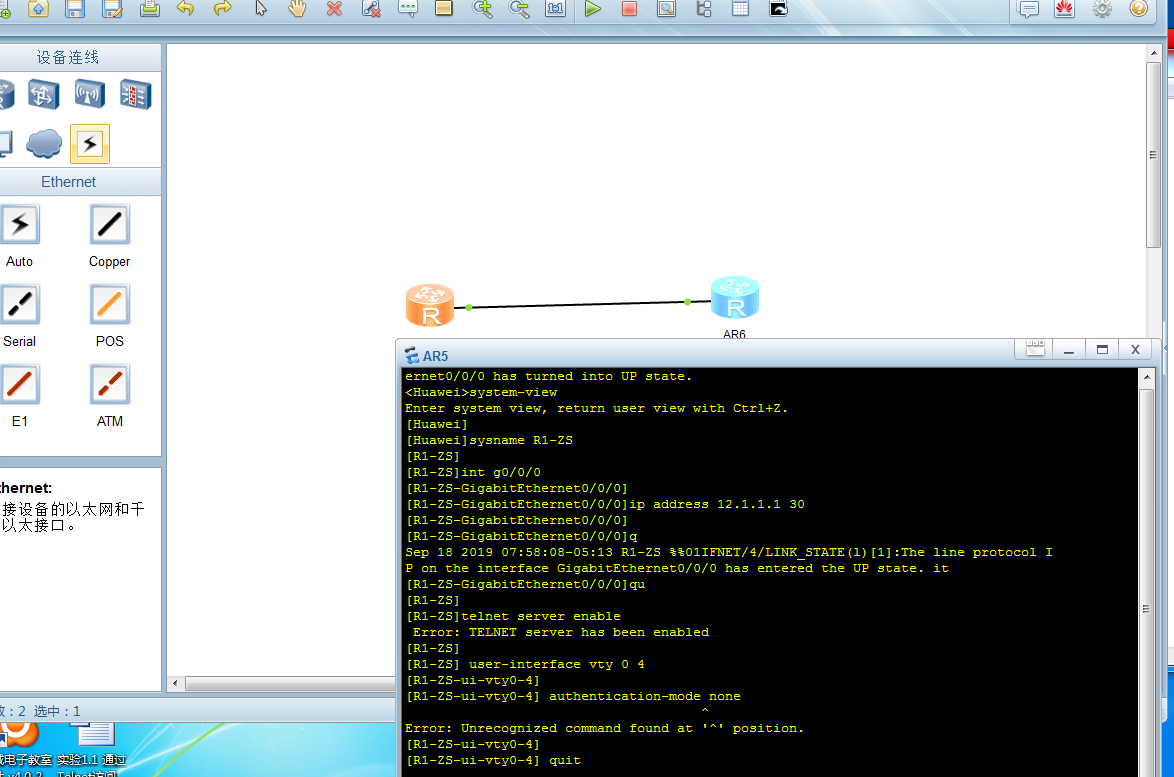 设备连线
Ethernet
Auto
Copper
Serial
POS
E1
ATM
hernet:
接设备的以太网和千
以太接口。
R
R
AR6
AR5
ernet0/0/0 has turned into UP state.
<Huawei>system-view
Enter system view, return user view with Ctrl+Z.
[Huawei]
[Huawei]sysname R1-ZS
[R1-ZS]
[R1-ZS]int g0/0/0
[R1-ZS-GigabitEthernet0/0/0]
[R1-ZS-GigabitEthernet0/0/0]ip address 12.1.1.1 30
[R1-ZS-GigabitEthernet0/0/0]
[R1-ZS-GigabitEthernet0/0/0]q
Sep 18 2019 07:58:08-05:13 R1-ZS %%01IFNET/4/LINK_STATE(l)[1]:The line protocol I
P on the interface GigabitEthernet0/0/0 has entered the UP state. it
[R1-ZS-GigabitEthernet0/0/0]qu
[R1-ZS]
[R1-ZS]telnet server enable
Error: TELNET server has been enabled
[R1-ZS]
[R1-ZS] user-interface vty 0 4
[R1-ZS-ui-vty0-4]
[R1-ZS-ui-vty0-4] authentication-mode none
^
Error: Unrecognized command found at '^' position.
[R1-ZS-ui-vty0-4]
[R1-ZS-ui-vty0-4] quit
: 2 选中 : 1
电子教室
实验1.1 通过
v4.0.2
Telnet访问